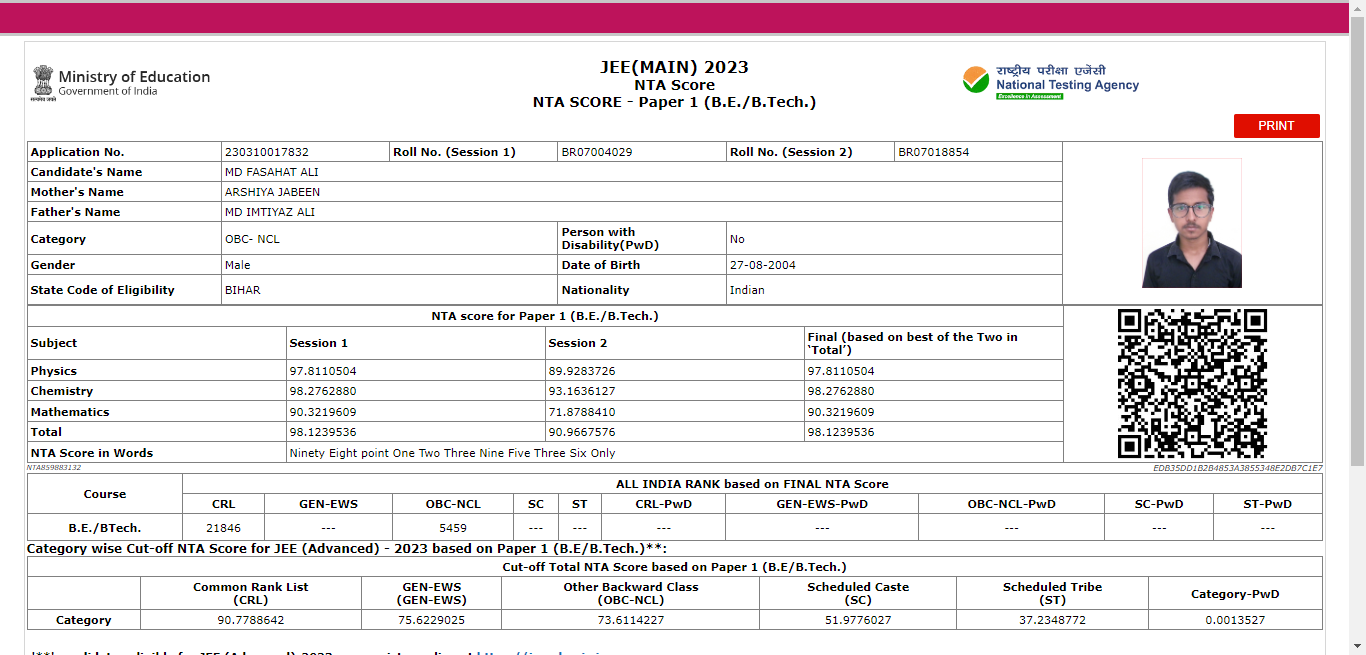 Ministry of Education
Government of India
सत्यमेव जयते
JEE(MAIN) 2023
NTA Score
NTA SCORE - Paper 1 (B.E./B.Tech.)
राष्ट्रीय परीक्षा एजेंसी
National Testing Agency
Excellence in Assessment
PRINT
Application No. 230310017832 Roll No. (Session 1) BR07004029 Roll No. (Session 2) BR07018854
Candidate's Name MD FASAHAT ALI
Mother's Name ARSHIYA JABEEN
Father's Name MD IMTIYAZ ALI
Category OBC- NCL Person with Disability(PwD) No
Gender Male Date of Birth 27-08-2004
State Code of Eligibility BIHAR Nationality Indian
NTA score for Paper 1 (B.E./B.Tech.)
Subject Session 1 Session 2 Final (based on best of the Two in ‘Total’)
Physics 97.8110504 89.9283726 97.8110504
Chemistry 98.2762880 93.1636127 98.2762880
Mathematics 90.3219609 71.8788410 90.3219609
Total 98.1239536 90.9667576 98.1239536
NTA Score in Words Ninety Eight point One Two Three Nine Five Three Six Only
NTA859883132 EDB35DD1B2B4853A3855348E2DB7C1E7
Course ALL INDIA RANK based on FINAL NTA Score
CRL GEN-EWS OBC-NCL SC ST CRL-PwD GEN-EWS-PwD OBC-NCL-PwD SC-PwD ST-PwD
B.E./BTech. 21846 --- 5459 --- --- --- --- --- --- ---
Category wise Cut-off NTA Score for JEE (Advanced) - 2023 based on Paper 1 (B.E/B.Tech.)**:
Cut-off Total NTA Score based on Paper 1 (B.E/B.Tech.)
Common Rank List (CRL) GEN-EWS (GEN-EWS) Other Backward Class (OBC-NCL) Scheduled Caste (SC) Scheduled Tribe (ST) Category-PwD
Category 90.7788642 75.6229025 73.6114227 51.9776027 37.2348772 0.0013527